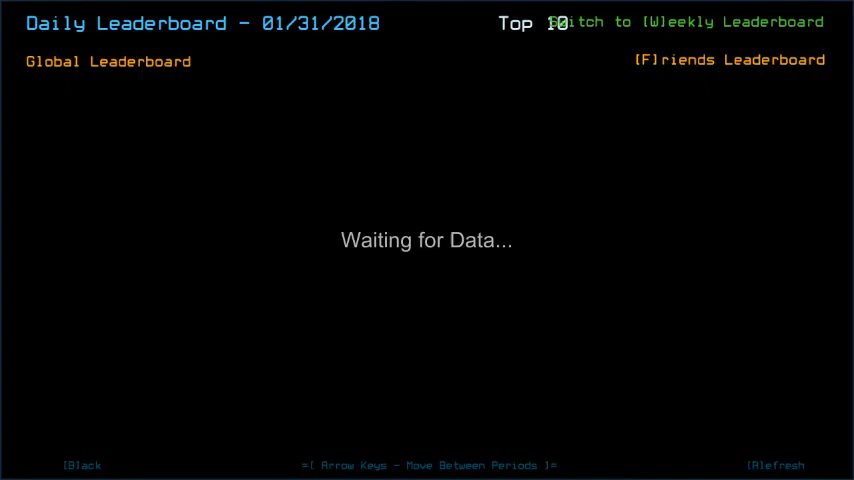 Daily Leaderboard - 01/31/2018 Top 10 Switch to [W]eekly Leaderboard
Global Leaderboard [F]riends Leaderboard
Waiting for Data...
[B]ack =[ Arrow Keys - Move Between Periods ]= [R]efresh